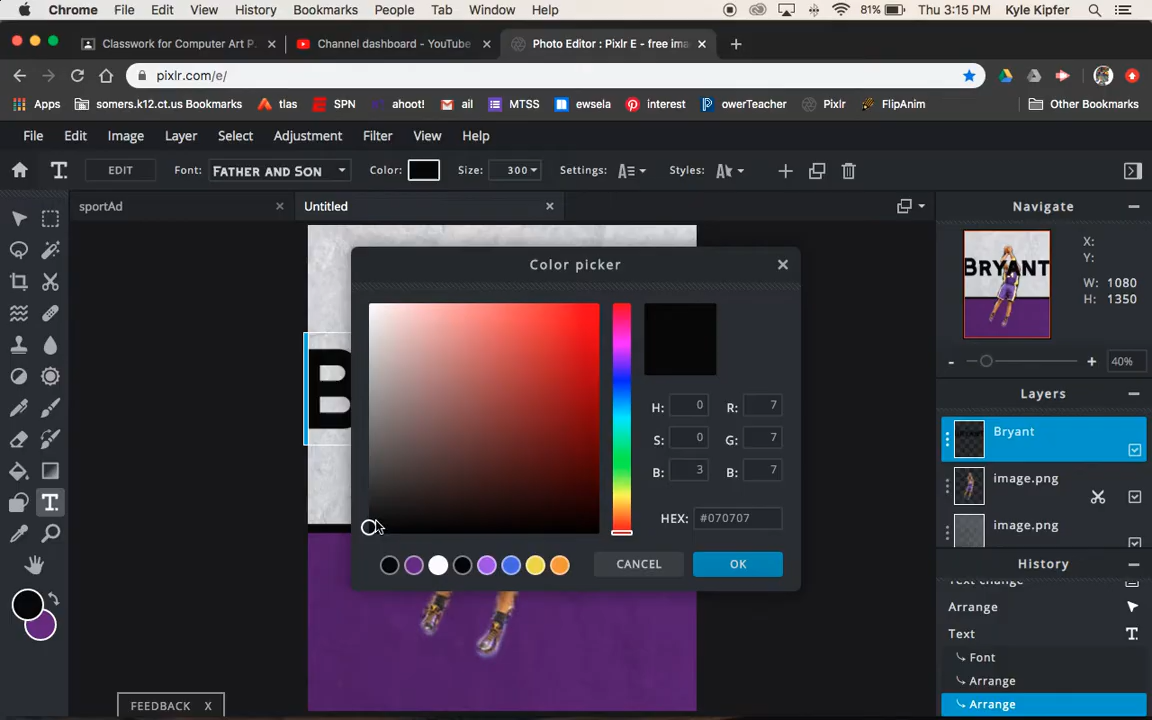 Chrome File Edit View History Bookmarks People Tab Window Help 81% Thu 3:15 PM Kyle Kipfer
Classwork for Computer Art P. Channel dashboard - YouTube Photo Editor : Pixlr E - free ima
pixlr.com/e/
Apps somers.k12.ct.us Bookmarks tlas SPN ahoot! ail MTSS ewsela interest owerTeacher Pixlr FlipAnim Other Bookmarks
File Edit Image Layer Select Adjustment Filter View Help
EDIT Font: Father and Son Color: Size: 300 Settings: Styles:
sportAd Untitled Navigate
Color picker
X:
Y:
W: 1080
H: 1350
Bryant
40%
B
H: 0 R: 7
S: 0 G: 7
B: 3 B: 7
HEX: #070707
CANCEL OK
Layers
Bryant
image.png
image.png
History
Text change
Arrange
Text
Font
Arrange
Arrange
FEEDBACK X